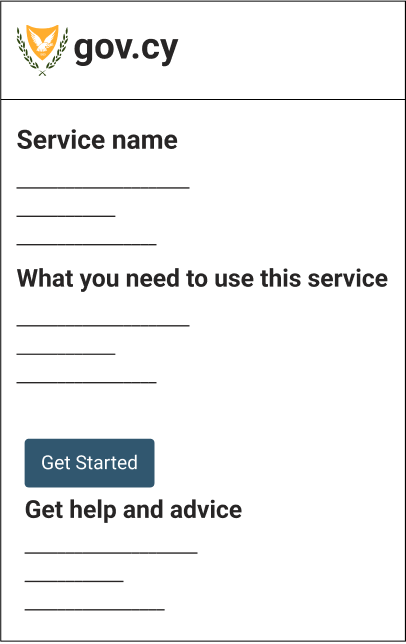 gov.cy
Service name
What you need to use this service
Get Started
Get help and advice